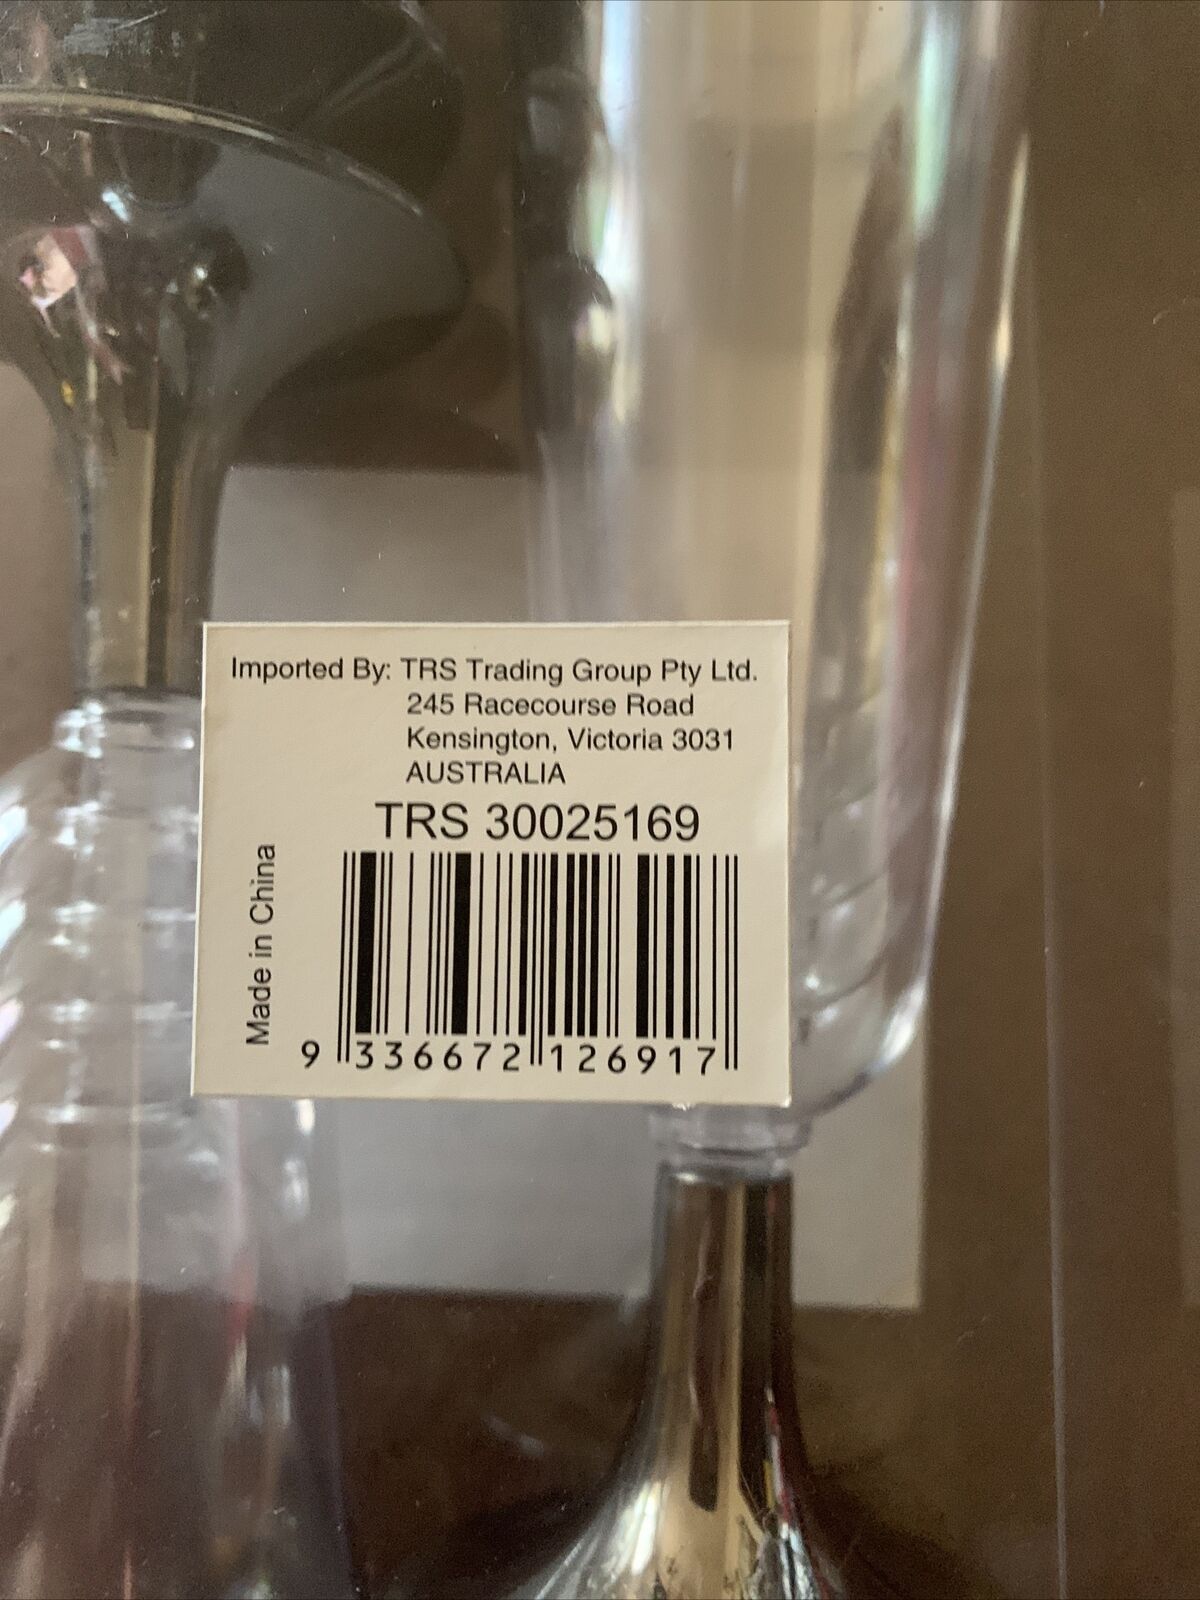 Imported By: TRS Trading Group Pty Ltd.
245 Racecourse Road
Kensington, Victoria 3031
AUSTRALIA
TRS 30025169
Made in China
9 336672 126917